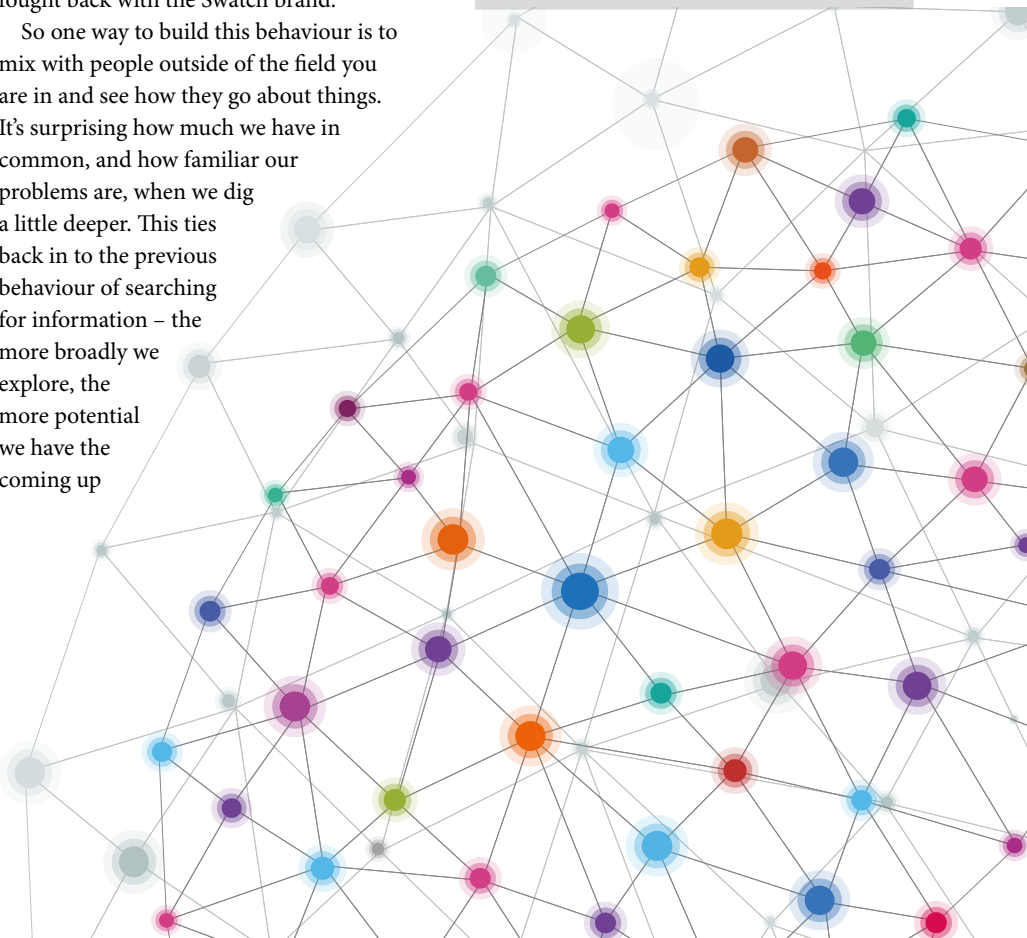 fought back with the Swatch brand.
So one way to build this behaviour is to
mix with people outside of the field you
are in and see how they go about things.
It’s surprising how much we have in
common, and how familiar our
problems are, when we dig
a little deeper. This ties
back in to the previous
behaviour of searching
for information – the
more broadly we
explore, the
more potential
we have the
coming up